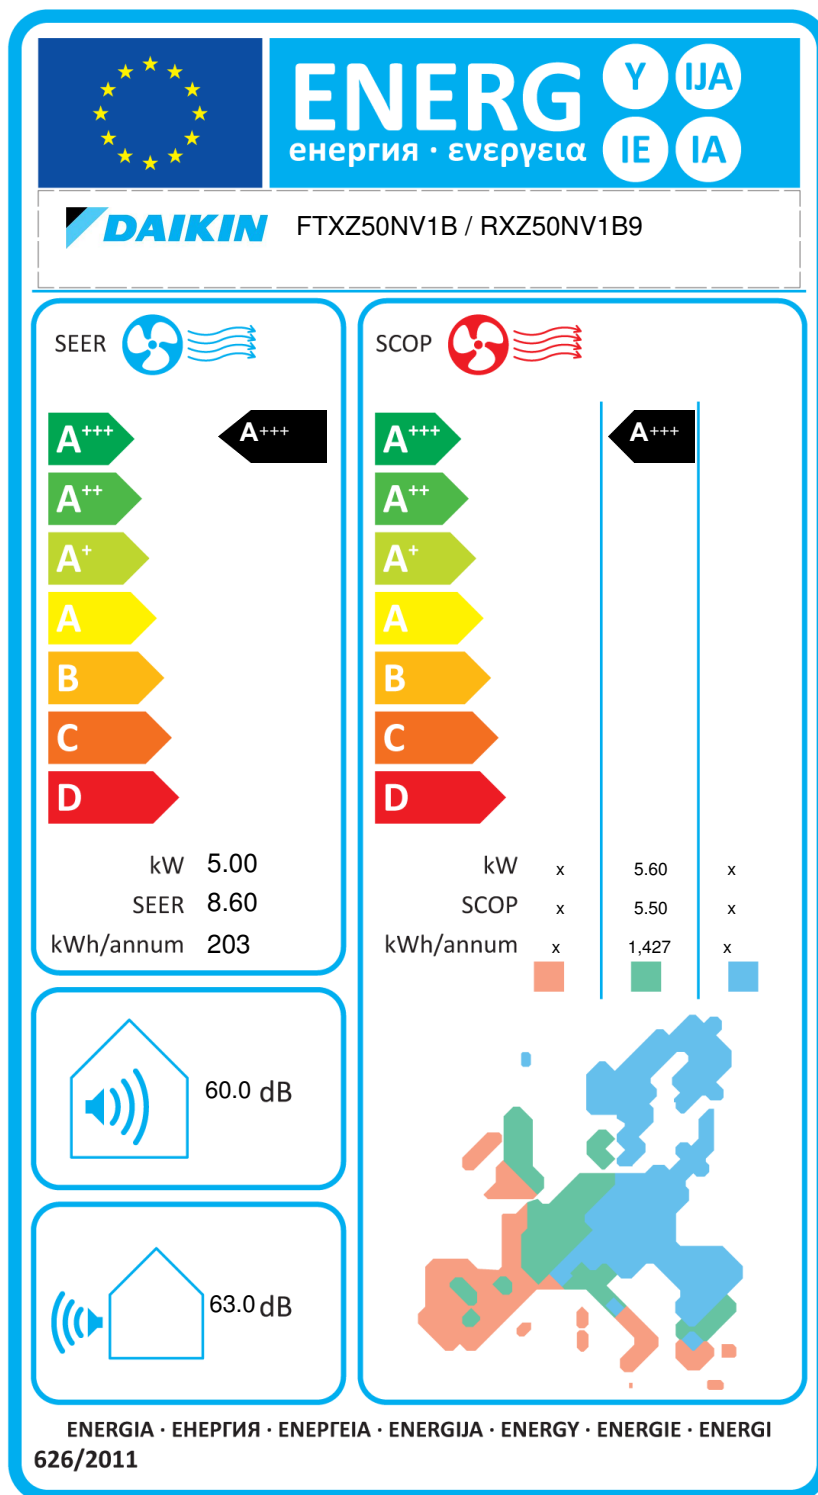 ENERG
енергия · ενεργεια
Y IJA
IE IA
DAIKIN FTXZ50NV1B / RXZ50NV1B9
SEER
A+++ A+++
A++
A+
A
B
C
D
kW 5.00
SEER 8.60
kWh/annum 203
SCOP
A+++ A+++
A++
A+
A
B
C
D
kW x 5.60 x
SCOP x 5.50 x
kWh/annum x 1,427 x
60.0 dB
63.0 dB
ENERGIA · ЕНЕРГИЯ · ΕΝΕΡΓΕΙΑ · ENERGIJA · ENERGY · ENERGIE · ENERGI
626/2011